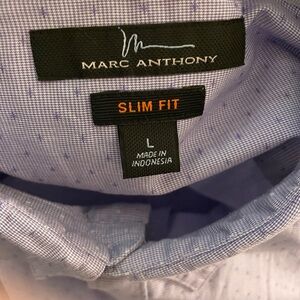 MARC ANTHONY
SLIM FIT
L
MADE IN
INDONESIA